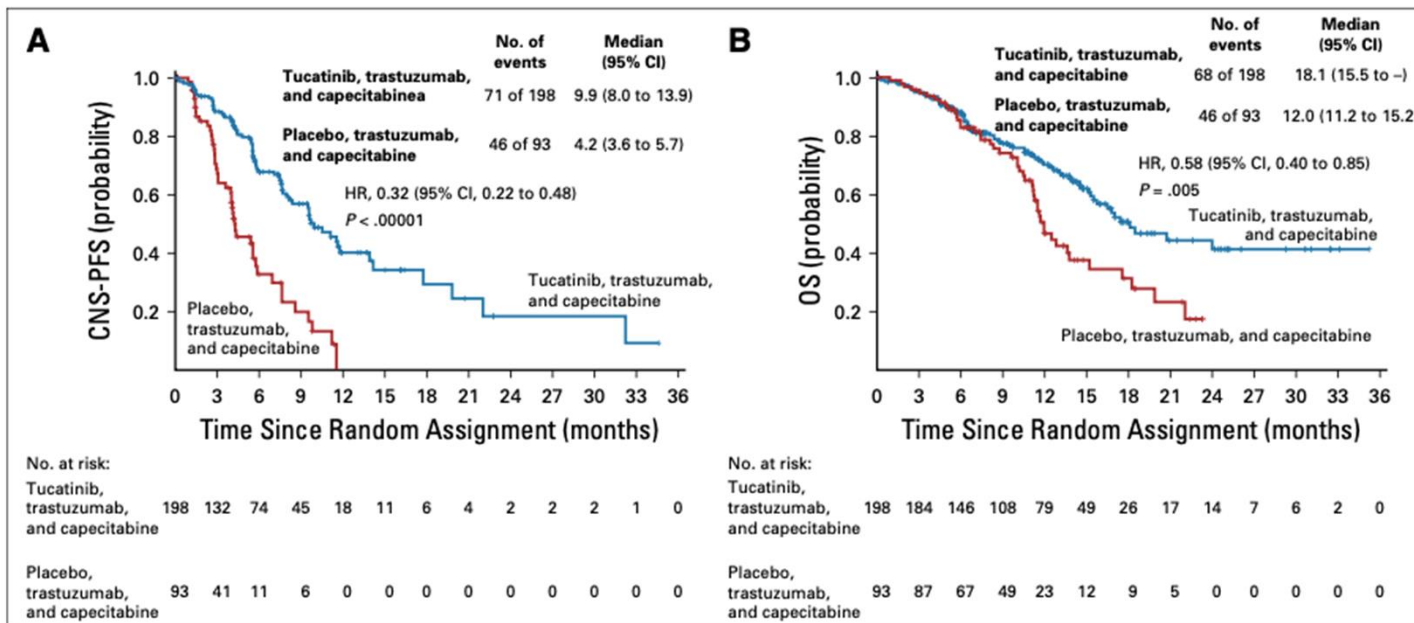 A
No. of
events
Median
(95% CI)
Tucatinib, trastuzumab,
and capecitabinea
71 of 198
9.9 (8.0 to 13.9)
Placebo, trastuzumab,
and capecitabine
46 of 93
4.2 (3.6 to 5.7)
HR, 0.32 (95% CI, 0.22 to 0.48)
P < .00001
Tucatinib, trastuzumab,
and capecitabine
Placebo,
trastuzumab,
and capecitabine
CNS-PFS (probability)
1.0
0.8
0.6
0.4
0.2
0 3 6 9 12 15 18 21 24 27 30 33 36
Time Since Random Assignment (months)
No. at risk:
Tucatinib,
trastuzumab, 198 132 74 45 18 11 6 4 2 2 2 1 0
and capecitabine
Placebo,
trastuzumab, 93 41 11 6 0 0 0 0 0 0 0 0 0
and capecitabine
B
No. of
events
Median
(95% CI)
Tucatinib, trastuzumab,
and capecitabine
68 of 198
18.1 (15.5 to –)
Placebo, trastuzumab,
and capecitabine
46 of 93
12.0 (11.2 to 15.2
HR, 0.58 (95% CI, 0.40 to 0.85)
P = .005
Tucatinib, trastuzumab,
and capecitabine
Placebo, trastuzumab, and capecitabine
OS (probability)
1.0
0.8
0.6
0.4
0.2
0 3 6 9 12 15 18 21 24 27 30 33 36
Time Since Random Assignment (months)
No. at risk:
Tucatinib,
trastuzumab, 198 184 146 108 79 49 26 17 14 7 6 2 0
and capecitabine
Placebo,
trastuzumab, 93 87 67 49 23 12 9 5 0 0 0 0 0
and capecitabine